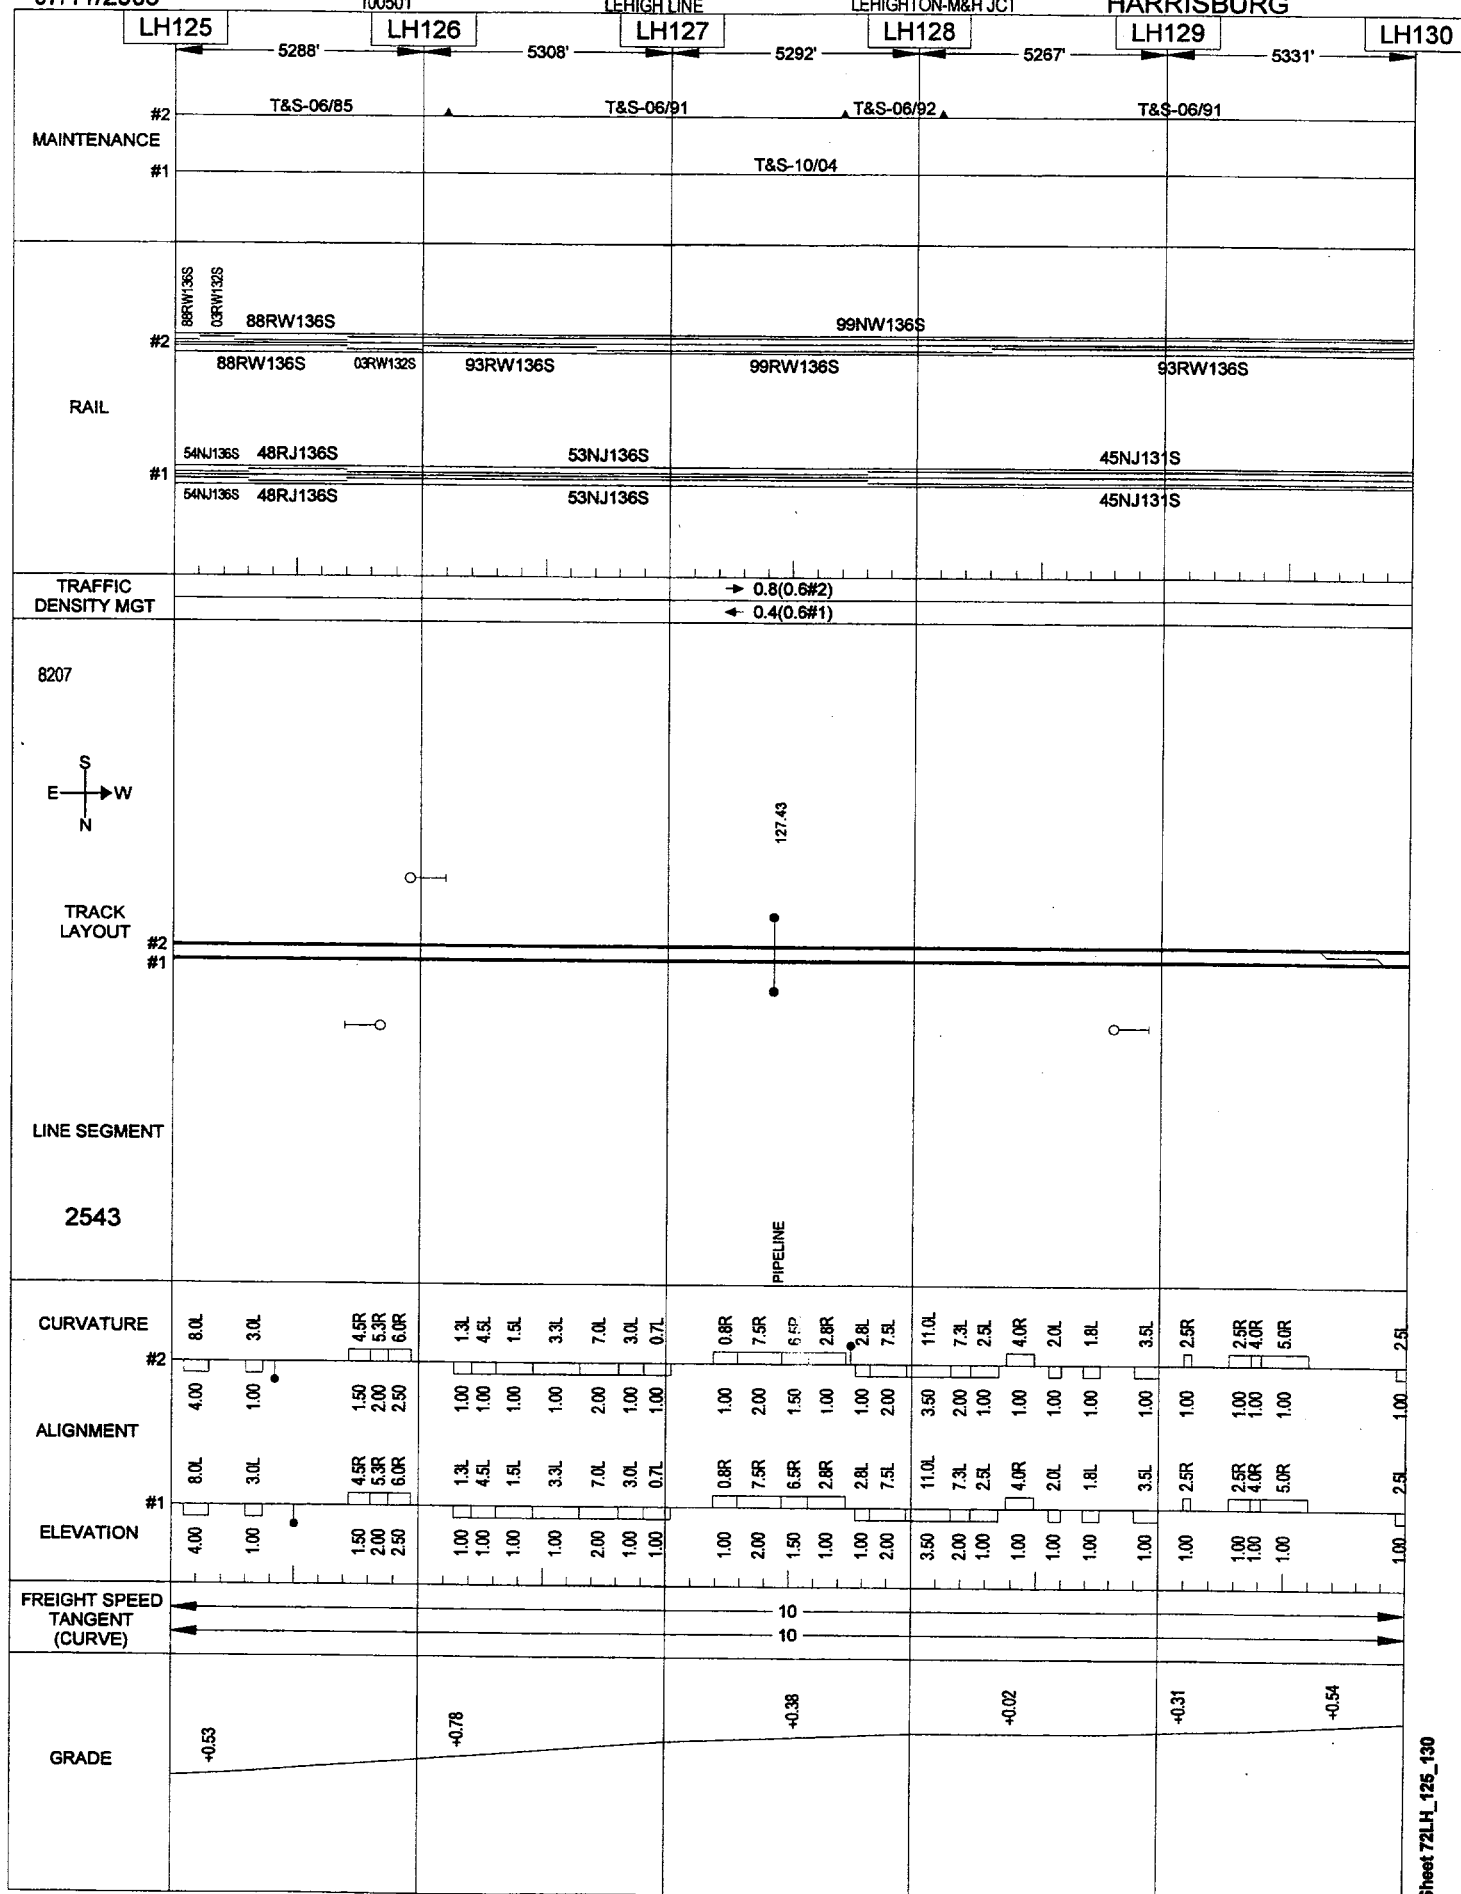 100501 LEHIGH LINE LEHIGHTON-M&H JCT HARRISBURG
LH125 LH126 LH127 LH128 LH129 LH130
5288' 5308' 5292' 5267' 5331'
#2 T&S-06/85 T&S-06/91 T&S-06/92 T&S-06/91
MAINTENANCE
#1 T&S-10/04
88RW136S 03RW132S
88RW136S 99NW136S
#2
88RW136S 03RW132S 93RW136S 99RW136S 93RW136S
RAIL
54NJ136S 48RJ136S 53NJ136S 45NJ131S
#1
54NJ136S 48RJ136S 53NJ136S 45NJ131S
TRAFFIC
DENSITY MGT
0.8(0.6#2)
0.4(0.6#1)
8207
S
E W
N
127.43
TRACK
LAYOUT
#2
#1
LINE SEGMENT
2543
PIPELINE
CURVATURE
8.0L 3.0L 4.5R 5.3R 6.0R 1.3L 4.5L 1.5L 3.3L 7.0L 3.0L 0.7L 0.8R 7.5R 6.5R 2.8R 2.8L 7.5L 11.0L 7.3L 2.5L 4.0R 2.0L 1.8L 3.5L 2.5R 2.5R 4.0R 5.0R 2.5L
#2
4.00 1.00 1.50 2.00 2.50 1.00 1.00 1.00 1.00 2.00 1.00 1.00 1.00 2.00 1.50 1.00 1.00 2.00 3.50 2.00 1.00 1.00 1.00 1.00 1.00 1.00 1.00 1.00 1.00 1.00
ALIGNMENT
8.0L 3.0L 4.5R 5.3R 6.0R 1.3L 4.5L 1.5L 3.3L 7.0L 3.0L 0.7L 0.8R 7.5R 6.5R 2.8R 2.8L 7.5L 11.0L 7.3L 2.5L 4.0R 2.0L 1.8L 3.5L 2.5R 2.5R 4.0R 5.0R 2.5L
#1
ELEVATION
4.00 1.00 1.50 2.00 2.50 1.00 1.00 1.00 1.00 2.00 1.00 1.00 1.00 2.00 1.50 1.00 1.00 2.00 3.50 2.00 1.00 1.00 1.00 1.00 1.00 1.00 1.00 1.00 1.00 1.00
FREIGHT SPEED
TANGENT
(CURVE)
10
10
GRADE
+0.53 +0.78 +0.38 +0.02 +0.31 +0.54
Sheet 72LH_125_130